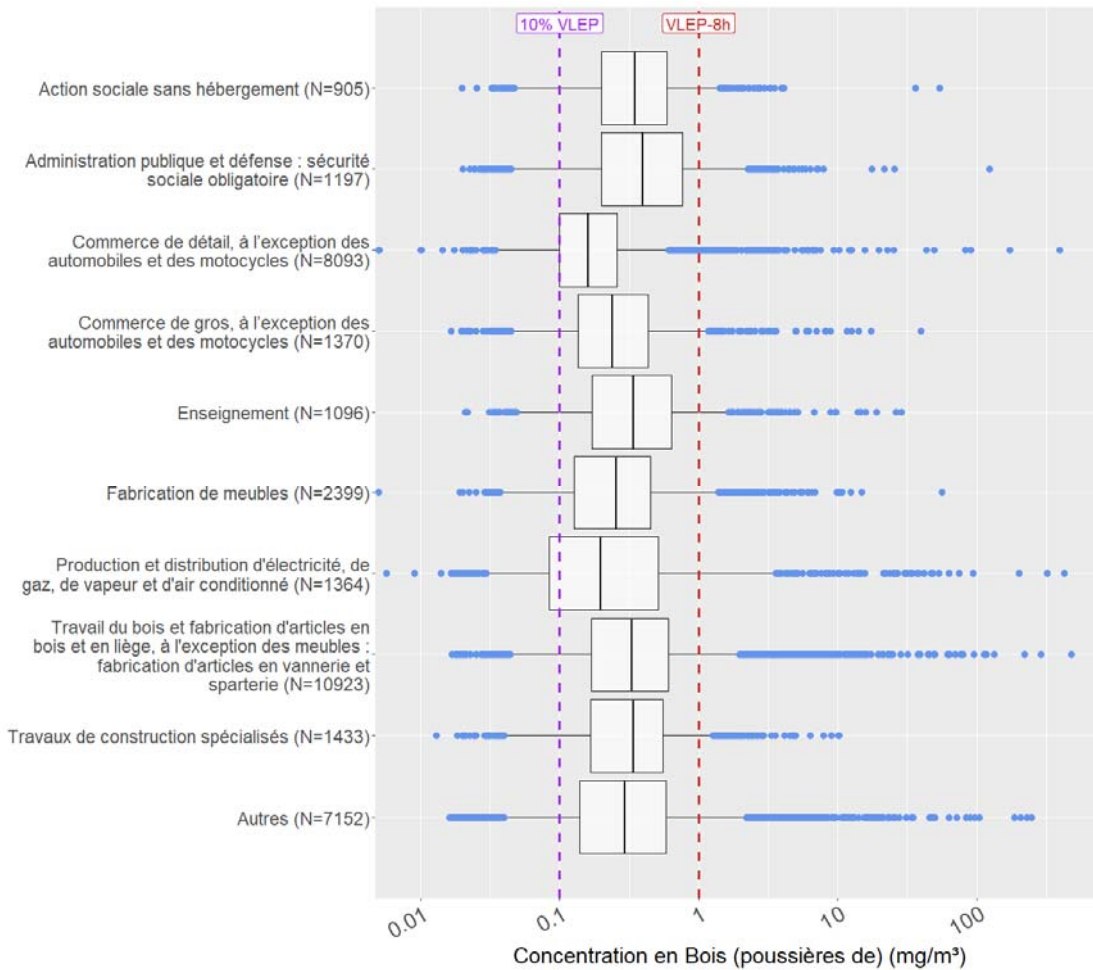 10% VLEP
VLEP-8h
Action sociale sans hébergement (N=905)
Administration publique et défense : sécurité
sociale obligatoire (N=1197)
Commerce de détail, à l'exception des
automobiles et des motocycles (N=8093)
Commerce de gros, à l'exception des
automobiles et des motocycles (N=1370)
Enseignement (N=1096)
Fabrication de meubles (N=2399)
Production et distribution d'électricité, de
gaz, de vapeur et d'air conditionné (N=1364)
Travail du bois et fabrication d'articles en
bois et en liège, à l'exception des meubles :
fabrication d'articles en vannerie et
sparterie (N=10923)
Travaux de construction spécialisés (N=1433)
Autres (N=7152)
0.01 0.1 1 10 100
Concentration en Bois (poussières de) (mg/m³)